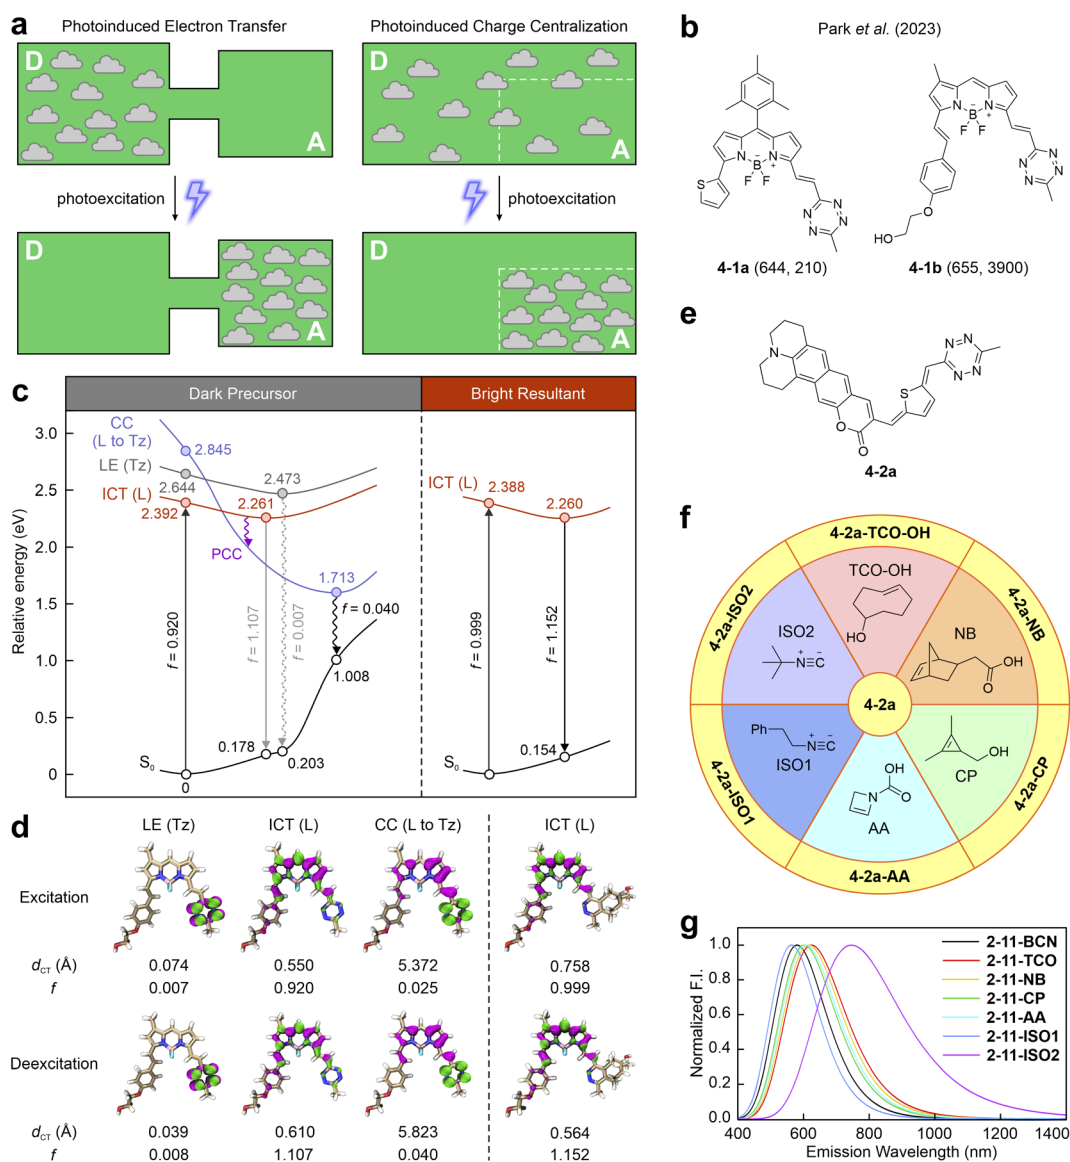 a
Photoinduced Electron Transfer
Photoinduced Charge Centralization
D
A
D
A
photoexcitation
photoexcitation
D
A
D
A
b
Park et al. (2023)
N
B
N
F
F
S
N
N
N
N
4-1a (644, 210)
N
B
N
F
F
N
N
N
N
O
HO
4-1b (655, 3900)
c
Dark Precursor
Bright Resultant
Relative energy (eV)
3.0
2.5
2.0
1.5
1.0
0.5
0
CC
(L to Tz)
2.845
LE (Tz)
2.644
2.473
ICT (L)
2.392
2.261
PCC
1.713
f = 0.920
f = 1.107
f = 0.007
f = 0.040
1.008
0.178
0.203
S0
0
ICT (L)
2.388
2.260
f = 0.999
f = 1.152
0.154
S0
d
LE (Tz)
ICT (L)
CC (L to Tz)
ICT (L)
Excitation
dCT (Å)
0.074
0.550
5.372
0.758
f
0.007
0.920
0.025
0.999
Deexcitation
dCT (Å)
0.039
0.610
5.823
0.564
f
0.008
1.107
0.040
1.152
e
N
O
O
S
N
N
N
N
4-2a
f
4-2a-TCO-OH
TCO-OH
HO
4-2a-NB
NB
OH
O
4-2a-CP
CP
OH
4-2a-AA
AA
N
OH
O
4-2a-ISO1
ISO1
Ph
N≡C
4-2a-ISO2
ISO2
N≡C
4-2a
g
Normalized F.I.
1.0
0.8
0.6
0.4
0.2
0.0
400
600
800
1000
1200
1400
Emission Wavelength (nm)
2-11-BCN
2-11-TCO
2-11-NB
2-11-CP
2-11-AA
2-11-ISO1
2-11-ISO2